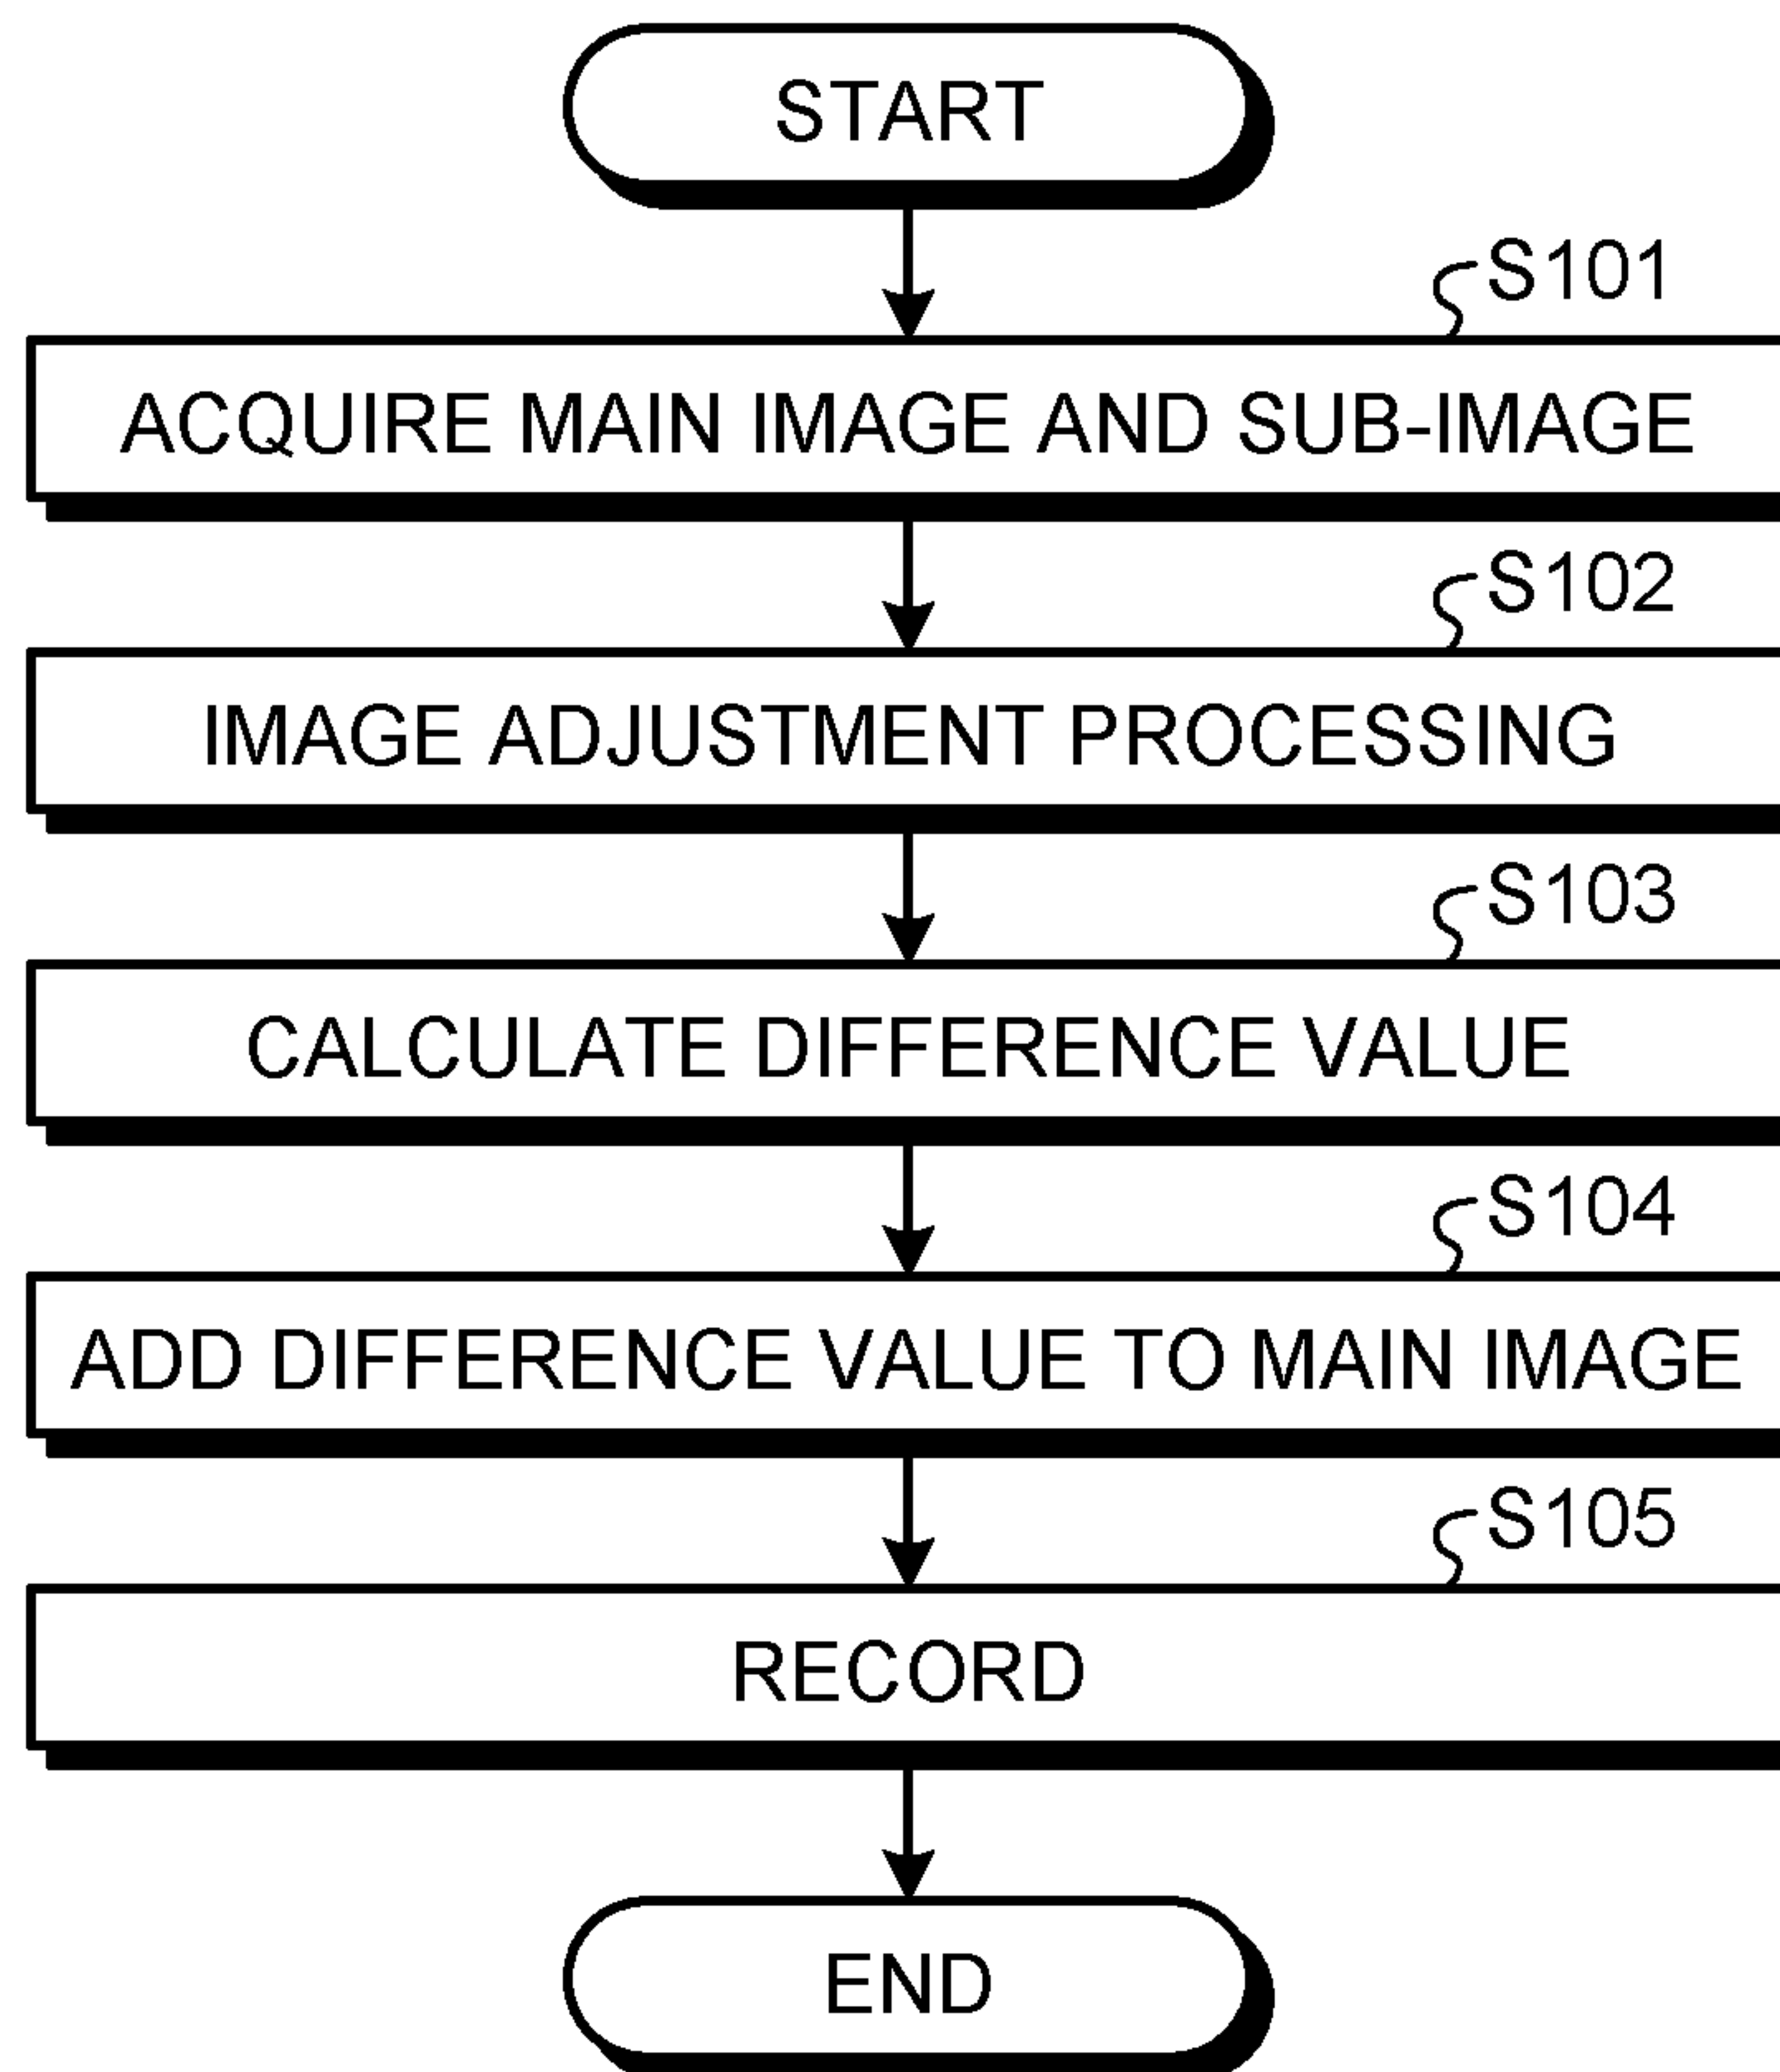 START
S101
ACQUIRE MAIN IMAGE AND SUB-IMAGE
S102
IMAGE ADJUSTMENT PROCESSING
S103
CALCULATE DIFFERENCE VALUE
S104
ADD DIFFERENCE VALUE TO MAIN IMAGE
S105
RECORD
END